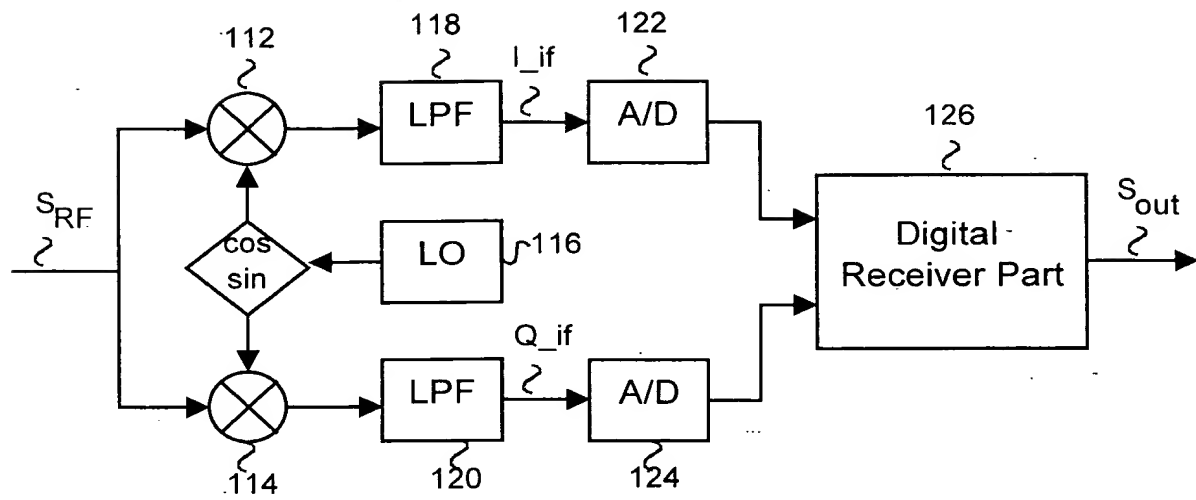 112
118
I_if
122
LPF
A/D
126
S_RF
cos
sin
LO
116
Digital
Receiver Part
S_out
Q_if
LPF
A/D
114
120
124